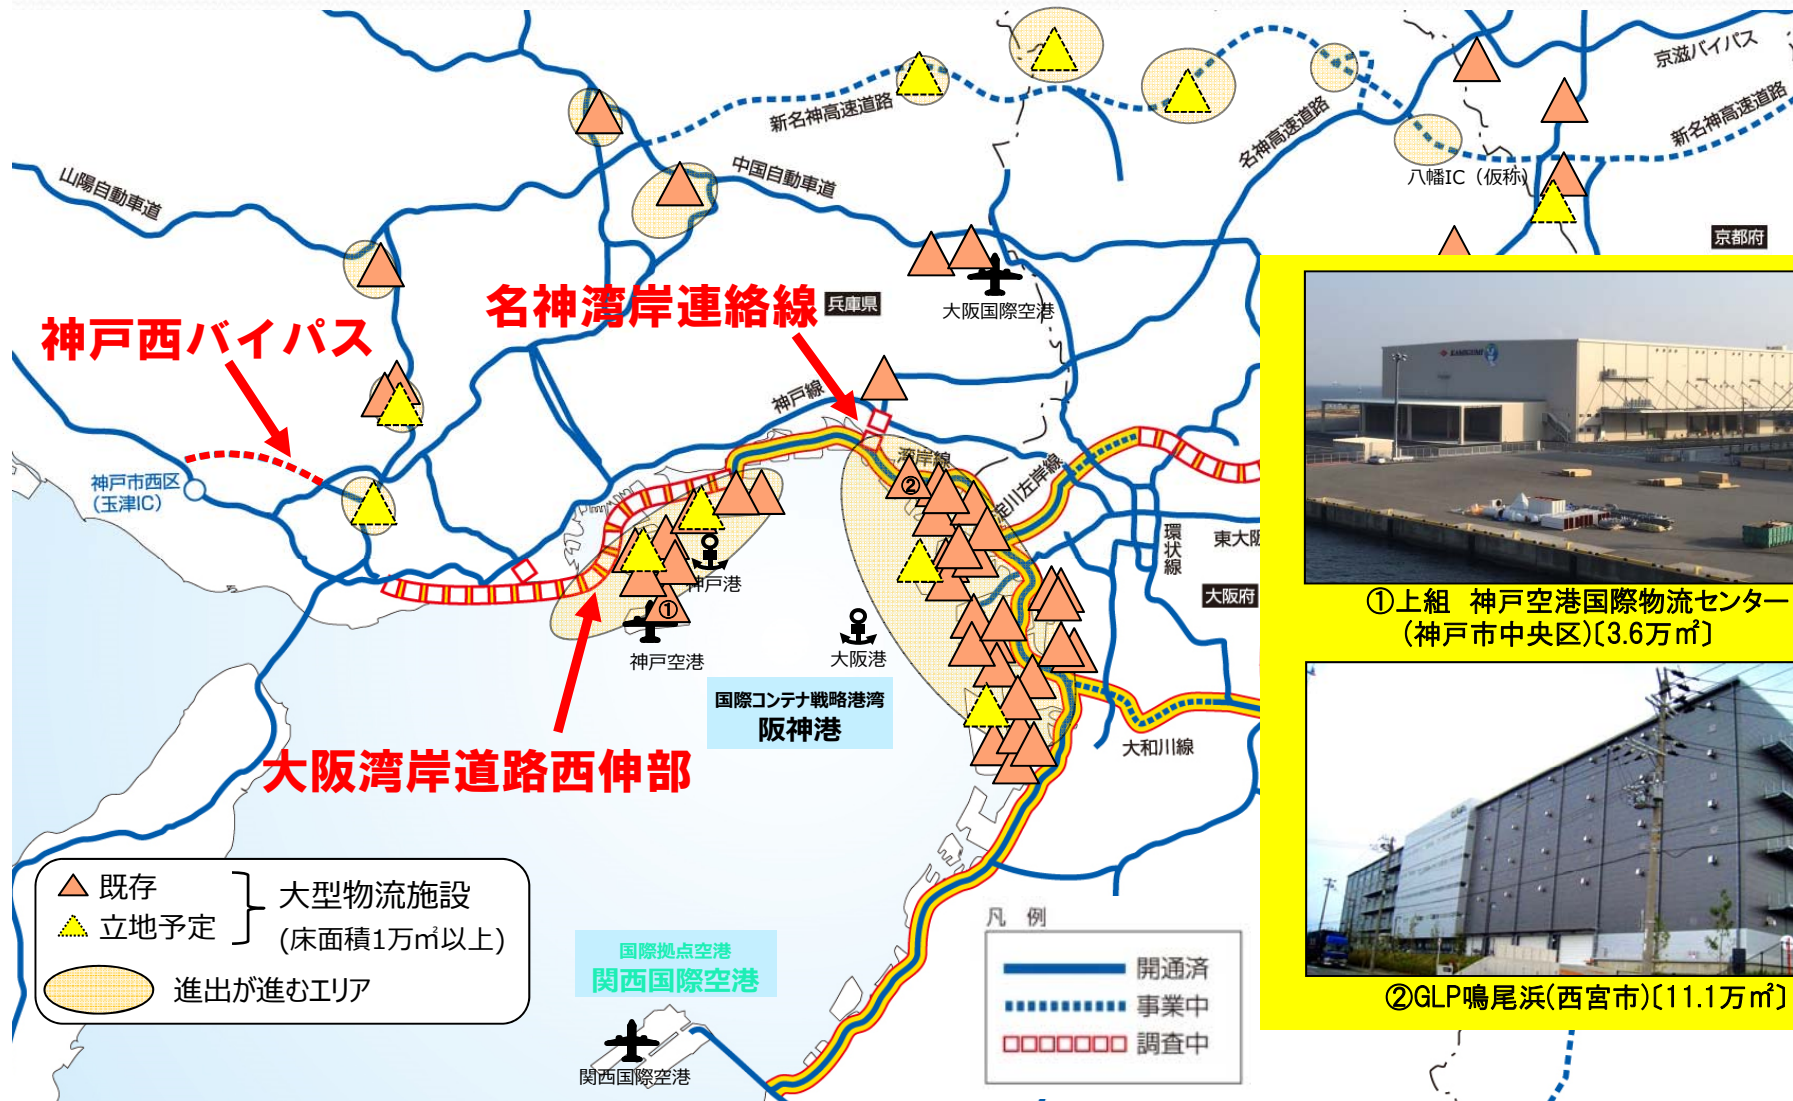 京滋バイパス
新名神高速道路
名神高速道路
新名神高速道路
山陽自動車道
中国自動車道
八幡IC（仮称）
京都府
名神湾岸連絡線
兵庫県
大阪国際空港
神戸西バイパス
神戸線
湾岸線
②
神戸市西区
(玉津IC)
淀川左岸線
環状線
東大阪
神戸港
①
大阪府
神戸空港
大阪港
国際コンテナ戦略港湾
阪神港
大和川線
大阪湾岸道路西伸部
KAMIGUMI
①上組 神戸空港国際物流センター
(神戸市中央区)〔3.6万㎡〕
②GLP鳴尾浜(西宮市)〔11.1万㎡〕
既存
立地予定
大型物流施設
(床面積1万㎡以上)
進出が進むエリア
国際拠点空港
関西国際空港
関西国際空港
凡 例
開通済
事業中
調査中